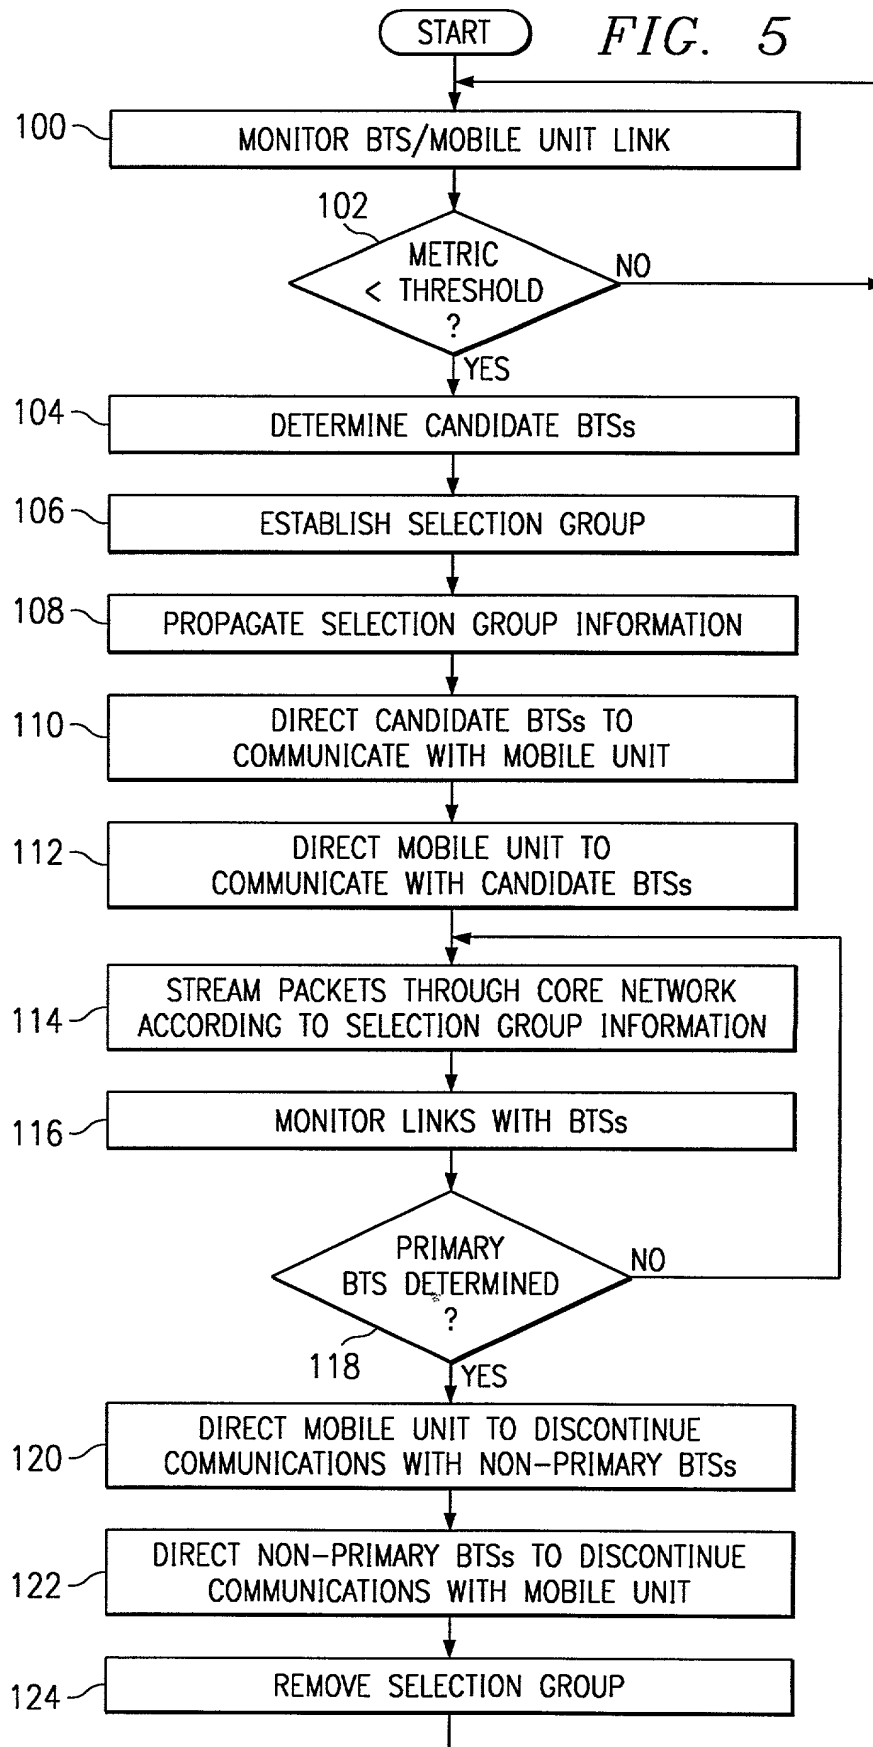 START
FIG. 5
100
MONITOR BTS/MOBILE UNIT LINK
102
METRIC
< THRESHOLD
?
NO
YES
104
DETERMINE CANDIDATE BTSs
106
ESTABLISH SELECTION GROUP
108
PROPAGATE SELECTION GROUP INFORMATION
110
DIRECT CANDIDATE BTSs TO
COMMUNICATE WITH MOBILE UNIT
112
DIRECT MOBILE UNIT TO
COMMUNICATE WITH CANDIDATE BTSs
114
STREAM PACKETS THROUGH CORE NETWORK
ACCORDING TO SELECTION GROUP INFORMATION
116
MONITOR LINKS WITH BTSs
PRIMARY
BTS DETERMINED
?
NO
118
YES
120
DIRECT MOBILE UNIT TO DISCONTINUE
COMMUNICATIONS WITH NON-PRIMARY BTSs
122
DIRECT NON-PRIMARY BTSs TO DISCONTINUE
COMMUNICATIONS WITH MOBILE UNIT
124
REMOVE SELECTION GROUP